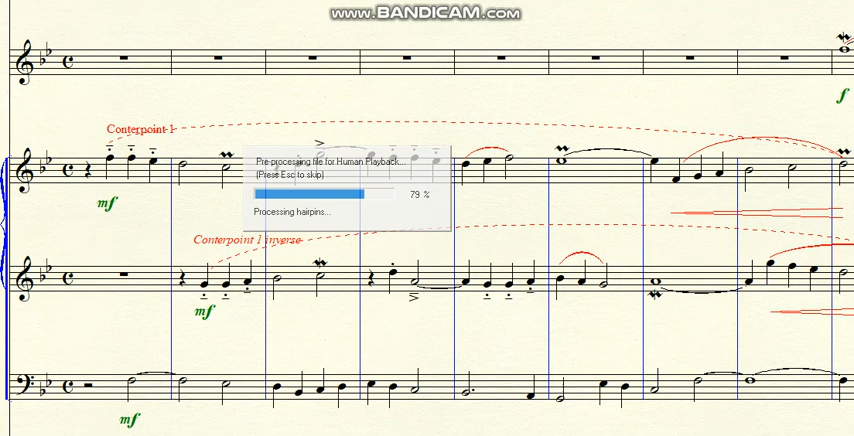 www.BANDICAM.com
f
Conterpoint 1
Pre-processing file for Human Playback...
(Press Esc to skip)
79 %
Processing hairpins...
mf
Conterpoint 1 inverse
mf
mf